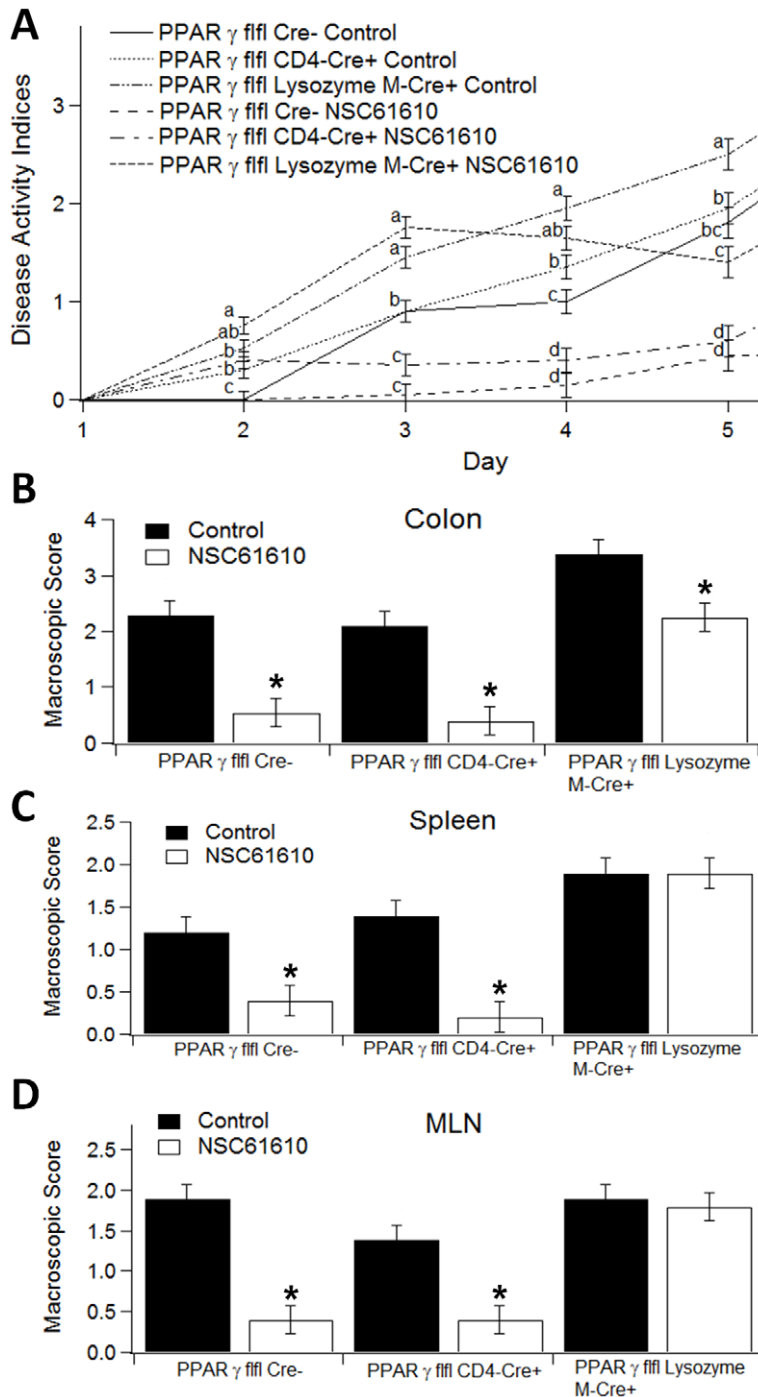 A
PPAR γ flfl Cre- Control
PPAR γ flfl CD4-Cre+ Control
PPAR γ flfl Lysozyme M-Cre+ Control
PPAR γ flfl Cre- NSC61610
PPAR γ flfl CD4-Cre+ NSC61610
PPAR γ flfl Lysozyme M-Cre+ NSC61610
Disease Activity Indices
3
2
1
0
a
ab
b
b
c
a
a
b
c
c
a
ab
b
c
d
d
a
b
bc
c
d
d
1 2 3 4 5
Day
B
Colon
Control
NSC61610
Macroscopic Score
4
3
2
1
0
* * *
PPAR γ flfl Cre- PPAR γ flfl CD4-Cre+ PPAR γ flfl Lysozyme
M-Cre+
C
Spleen
Control
NSC61610
Macroscopic Score
2.5
2.0
1.5
1.0
0.5
0.0
* *
PPAR γ flfl Cre- PPAR γ flfl CD4-Cre+ PPAR γ flfl Lysozyme
M-Cre+
D
MLN
Control
NSC61610
Macroscopic Score
2.5
2.0
1.5
1.0
0.5
0.0
* *
PPAR γ flfl Cre- PPAR γ flfl CD4-Cre+ PPAR γ flfl Lysozyme
M-Cre+